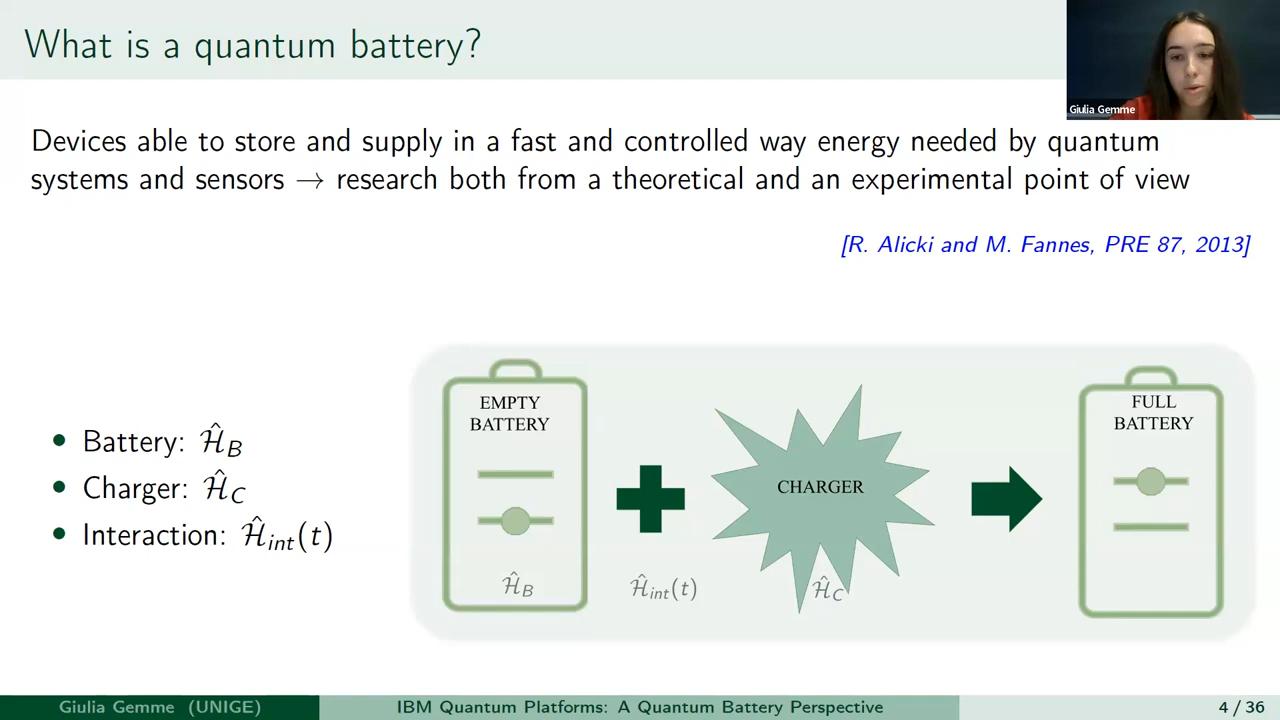 What is a quantum battery?
Giulia Gemme
Devices able to store and supply in a fast and controlled way energy needed by quantum
systems and sensors → research both from a theoretical and an experimental point of view
[R. Alicki and M. Fannes, PRE 87, 2013]
• Battery: Ĥ_B
• Charger: Ĥ_C
• Interaction: Ĥ_int(t)
EMPTY
BATTERY
Ĥ_B
Ĥ_int(t)
CHARGER
Ĥ_C
FULL
BATTERY
Giulia Gemme (UNIGE)
IBM Quantum Platforms: A Quantum Battery Perspective
4 / 36